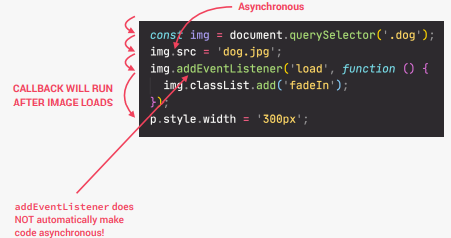 Asynchronous
const img = document.querySelector('.dog');
img.src = 'dog.jpg';
img.addEventListener('load', function () {
  img.classList.add('fadeIn');
});
p.style.width = '300px';
CALLBACK WILL RUN
AFTER IMAGE LOADS
addEventListener does
NOT automatically make
code asynchronous!